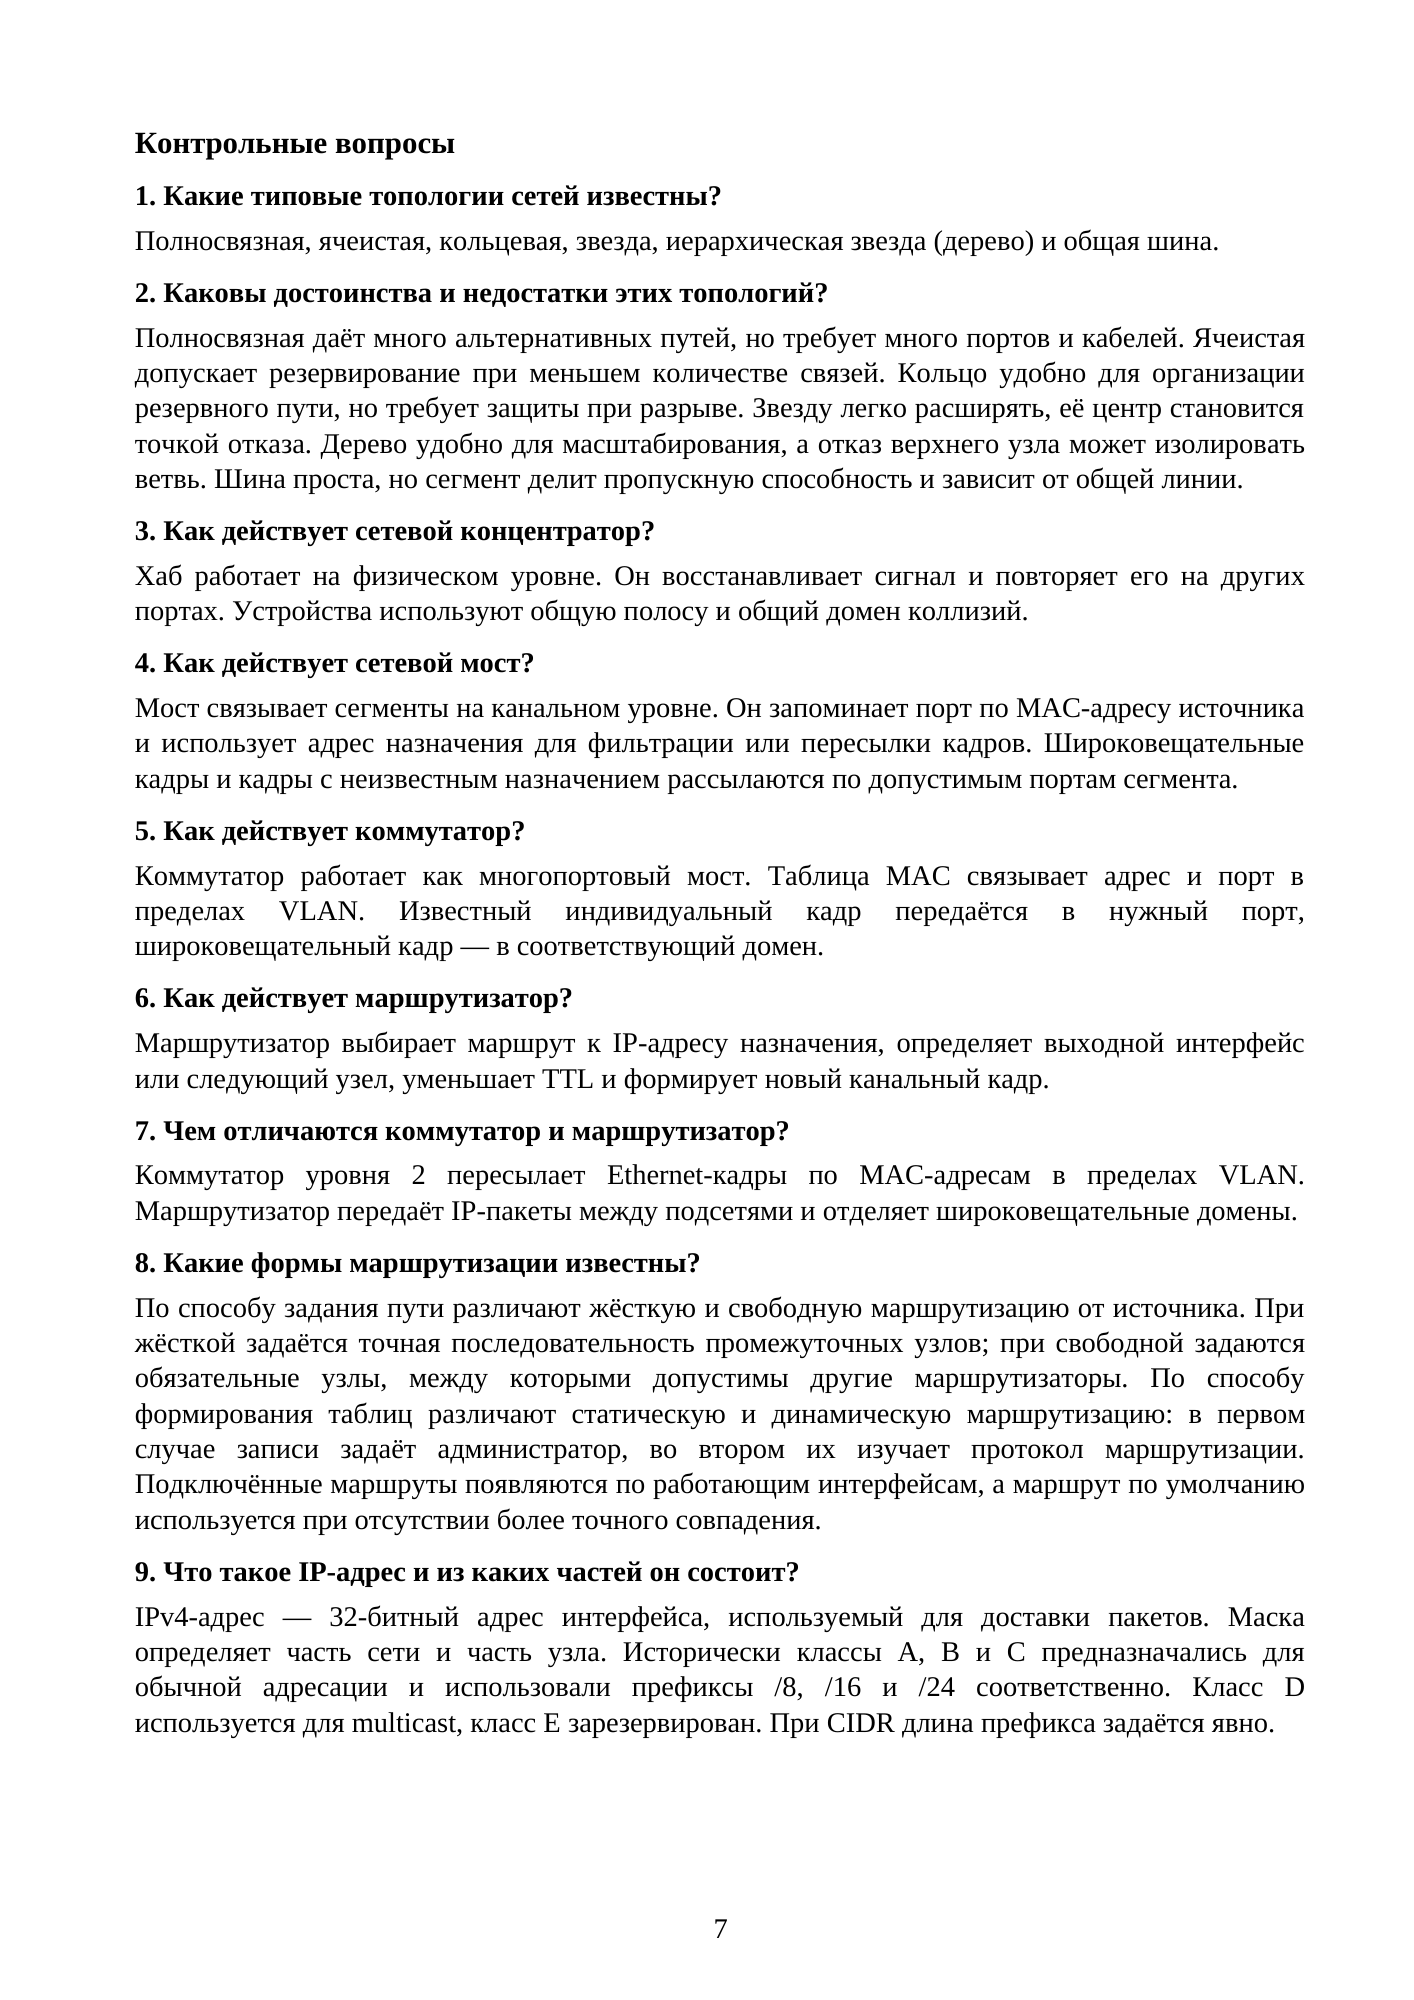 Контрольные вопросы
1. Какие типовые топологии сетей известны?
Полносвязная, ячеистая, кольцевая, звезда, иерархическая звезда (дерево) и общая шина.
2. Каковы достоинства и недостатки этих топологий?
Полносвязная даёт много альтернативных путей, но требует много портов и кабелей. Ячеистая
допускает резервирование при меньшем количестве связей. Кольцо удобно для организации
резервного пути, но требует защиты при разрыве. Звезду легко расширять, её центр становится
точкой отказа. Дерево удобно для масштабирования, а отказ верхнего узла может изолировать
ветвь. Шина проста, но сегмент делит пропускную способность и зависит от общей линии.
3. Как действует сетевой концентратор?
Хаб работает на физическом уровне. Он восстанавливает сигнал и повторяет его на других
портах. Устройства используют общую полосу и общий домен коллизий.
4. Как действует сетевой мост?
Мост связывает сегменты на канальном уровне. Он запоминает порт по MAC-адресу источника
и использует адрес назначения для фильтрации или пересылки кадров. Широковещательные
кадры и кадры с неизвестным назначением рассылаются по допустимым портам сегмента.
5. Как действует коммутатор?
Коммутатор работает как многопортовый мост. Таблица MAC связывает адрес и порт в
пределах VLAN. Известный индивидуальный кадр передаётся в нужный порт,
широковещательный кадр — в соответствующий домен.
6. Как действует маршрутизатор?
Маршрутизатор выбирает маршрут к IP-адресу назначения, определяет выходной интерфейс
или следующий узел, уменьшает TTL и формирует новый канальный кадр.
7. Чем отличаются коммутатор и маршрутизатор?
Коммутатор уровня 2 пересылает Ethernet-кадры по MAC-адресам в пределах VLAN.
Маршрутизатор передаёт IP-пакеты между подсетями и отделяет широковещательные домены.
8. Какие формы маршрутизации известны?
По способу задания пути различают жёсткую и свободную маршрутизацию от источника. При
жёсткой задаётся точная последовательность промежуточных узлов; при свободной задаются
обязательные узлы, между которыми допустимы другие маршрутизаторы. По способу
формирования таблиц различают статическую и динамическую маршрутизацию: в первом
случае записи задаёт администратор, во втором их изучает протокол маршрутизации.
Подключённые маршруты появляются по работающим интерфейсам, а маршрут по умолчанию
используется при отсутствии более точного совпадения.
9. Что такое IP-адрес и из каких частей он состоит?
IPv4-адрес — 32-битный адрес интерфейса, используемый для доставки пакетов. Маска
определяет часть сети и часть узла. Исторически классы A, B и C предназначались для
обычной адресации и использовали префиксы /8, /16 и /24 соответственно. Класс D
используется для multicast, класс E зарезервирован. При CIDR длина префикса задаётся явно.
7